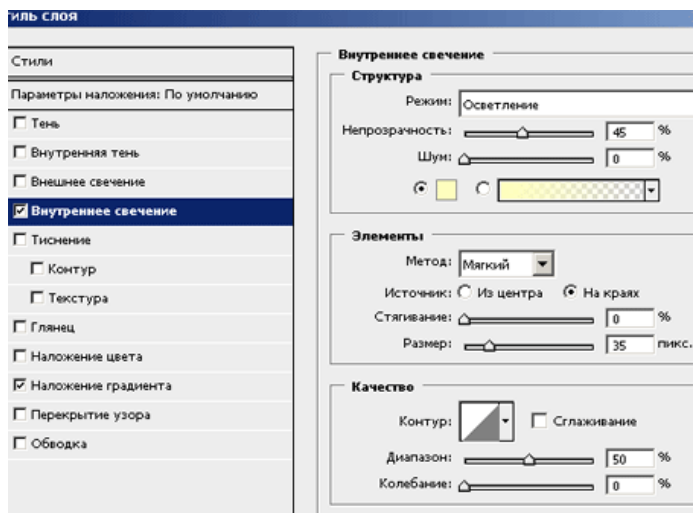 тиль слоя
Стили
Параметры наложения: По умолчанию
Тень
Внутренняя тень
Внешнее свечение
Внутреннее свечение
Тиснение
Контур
Текстура
Глянец
Наложение цвета
Наложение градиента
Перекрытие узора
Обводка
Внутреннее свечение
Структура
Режим: Осветление
Непрозрачность: 45 %
Шум: 0 %
Элементы
Метод: Мягкий
Источник: Из центра На краях
Стягивание: 0 %
Размер: 35 пикс.
Качество
Контур: Сглаживание
Диапазон: 50 %
Колебание: 0 %